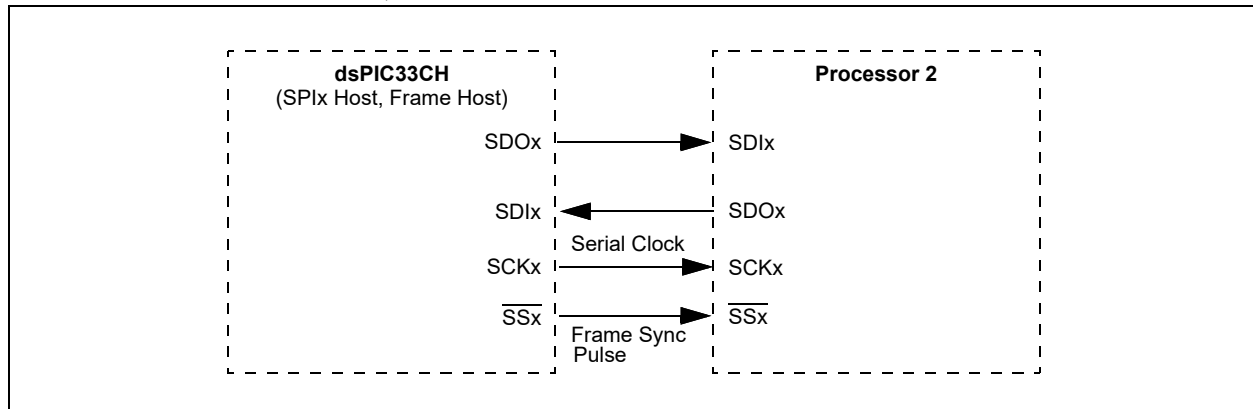 dsPIC33CH
(SPIx Host, Frame Host)
Processor 2
SDOx
SDIx
SDIx
SDOx
Serial Clock
SCKx
SCKx
SSx
SSx
Frame Sync
Pulse